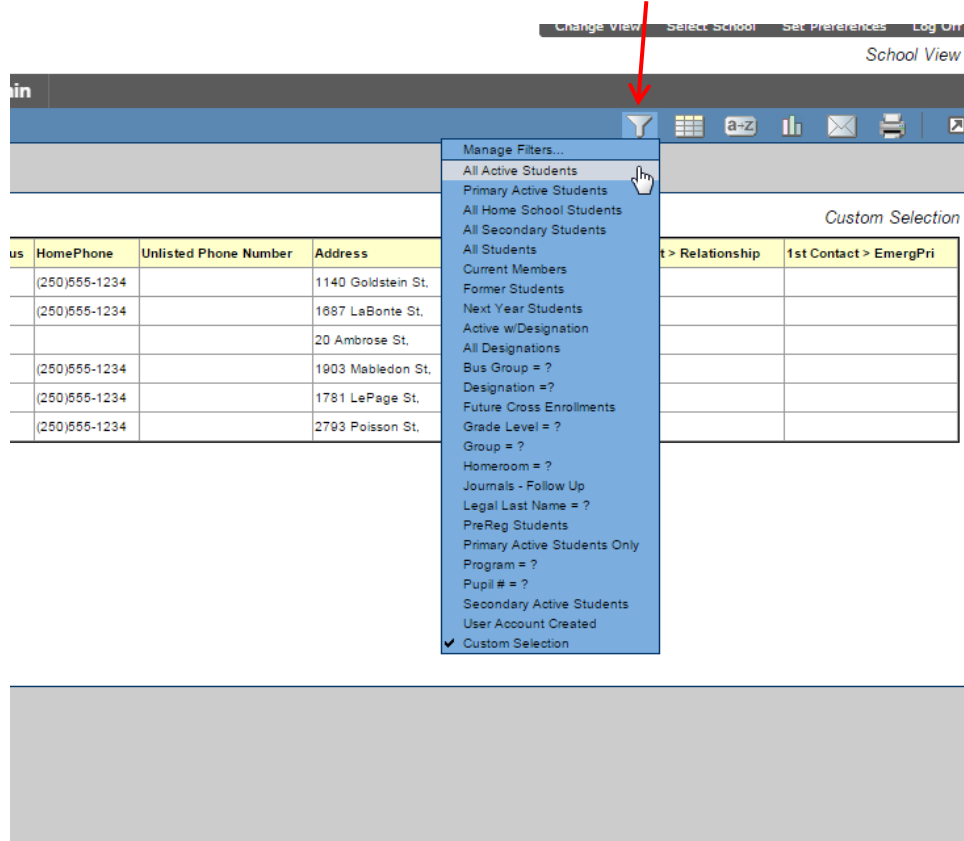 Change View Select School Set Preferences Log Off
School View
in
a-z
Manage Filters...
All Active Students
Primary Active Students
All Home School Students
All Secondary Students
All Students
Current Members
Former Students
Next Year Students
Active w/Designation
All Designations
Bus Group = ?
Designation =?
Future Cross Enrollments
Grade Level = ?
Group = ?
Homeroom = ?
Journals - Follow Up
Legal Last Name = ?
PreReg Students
Primary Active Students Only
Program = ?
Pupil # = ?
Secondary Active Students
User Account Created
✔ Custom Selection
Custom Selection
us HomePhone Unlisted Phone Number Address t > Relationship 1st Contact > EmergPri
(250)555-1234 1140 Goldstein St,
(250)555-1234 1687 LaBonte St,
20 Ambrose St,
(250)555-1234 1903 Mabledon St,
(250)555-1234 1781 LePage St,
(250)555-1234 2793 Poisson St,